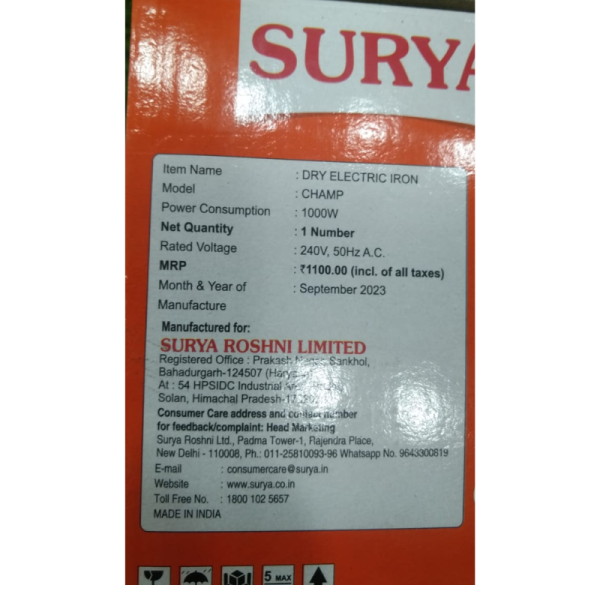 SURYA
Item Name : DRY ELECTRIC IRON
Model : CHAMP
Power Consumption : 1000W
Net Quantity : 1 Number
Rated Voltage : 240V, 50Hz A.C.
MRP : ₹1100.00 (incl. of all taxes)
Month & Year of : September 2023
Manufacture
Manufactured for:
SURYA ROSHNI LIMITED
Registered Office : Prakash Nagar, Sankhol,
Bahadurgarh-124507
At : 54 HPSIDC Industrial
Solan, Himachal Pradesh-
Consumer Care address and contact number
for feedback/complaint: Head Marketing
Surya Roshni Ltd., Padma Tower-1, Rajendra Place,
New Delhi - 110008, Ph.: 011-25810093-96 Whatsapp No. 9643300819
E-mail : consumercare@surya.in
Website : www.surya.co.in
Toll Free No. : 1800 102 5657
MADE IN INDIA
5 MAX